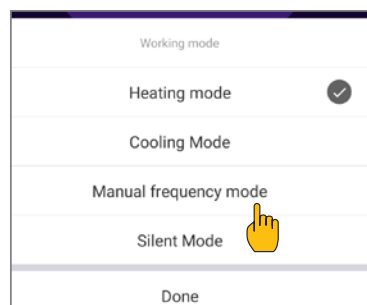 Working mode
Heating mode
Cooling Mode
Manual frequency mode
Silent Mode
Done